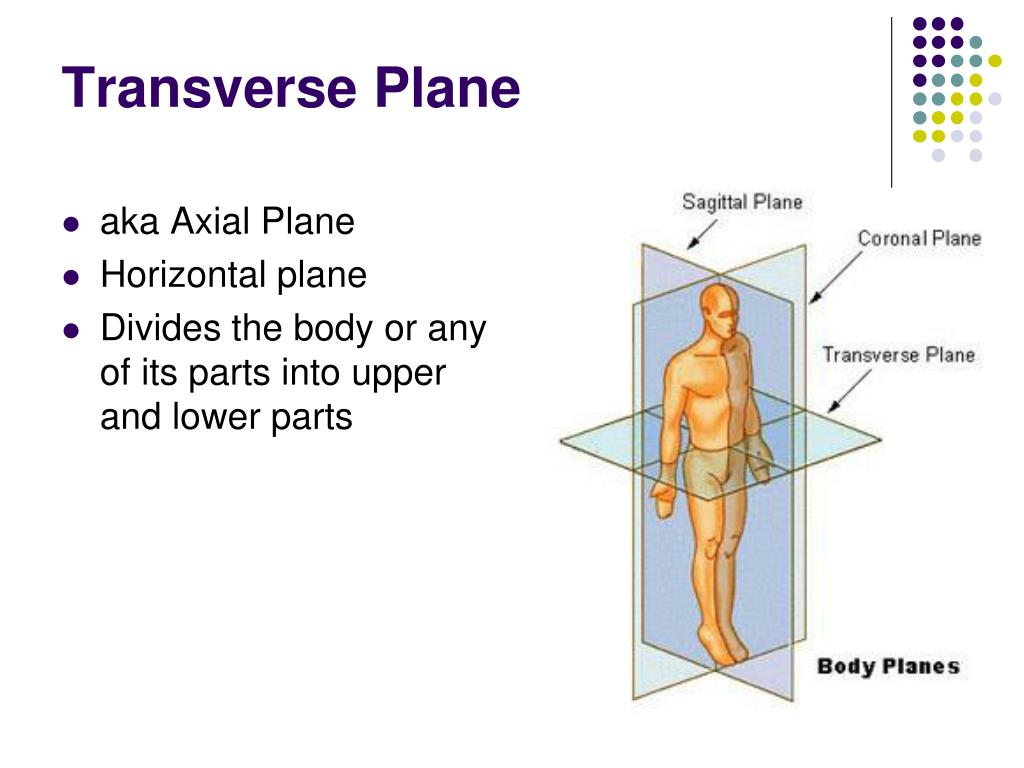 Transverse Plane
aka Axial Plane
Horizontal plane
Divides the body or any
of its parts into upper
and lower parts
Sagittal Plane
Coronal Plane
Transverse Plane
Body Planes